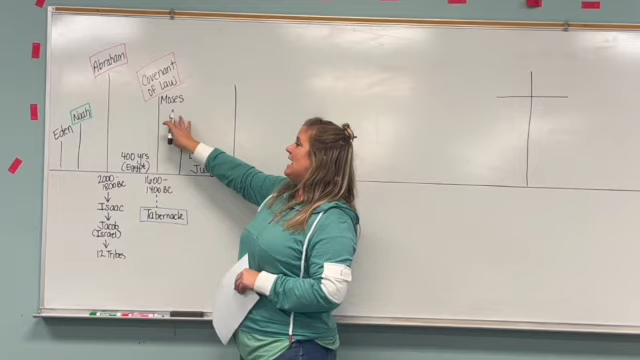 Abraham
Covenant
of Law
Moses
Noah
Eden
400 yrs
(Egypt)
2000-
1800 BC
Isaac
Jacob
(Israel)
12 Tribes
1600-
1400 BC
Tabernacle